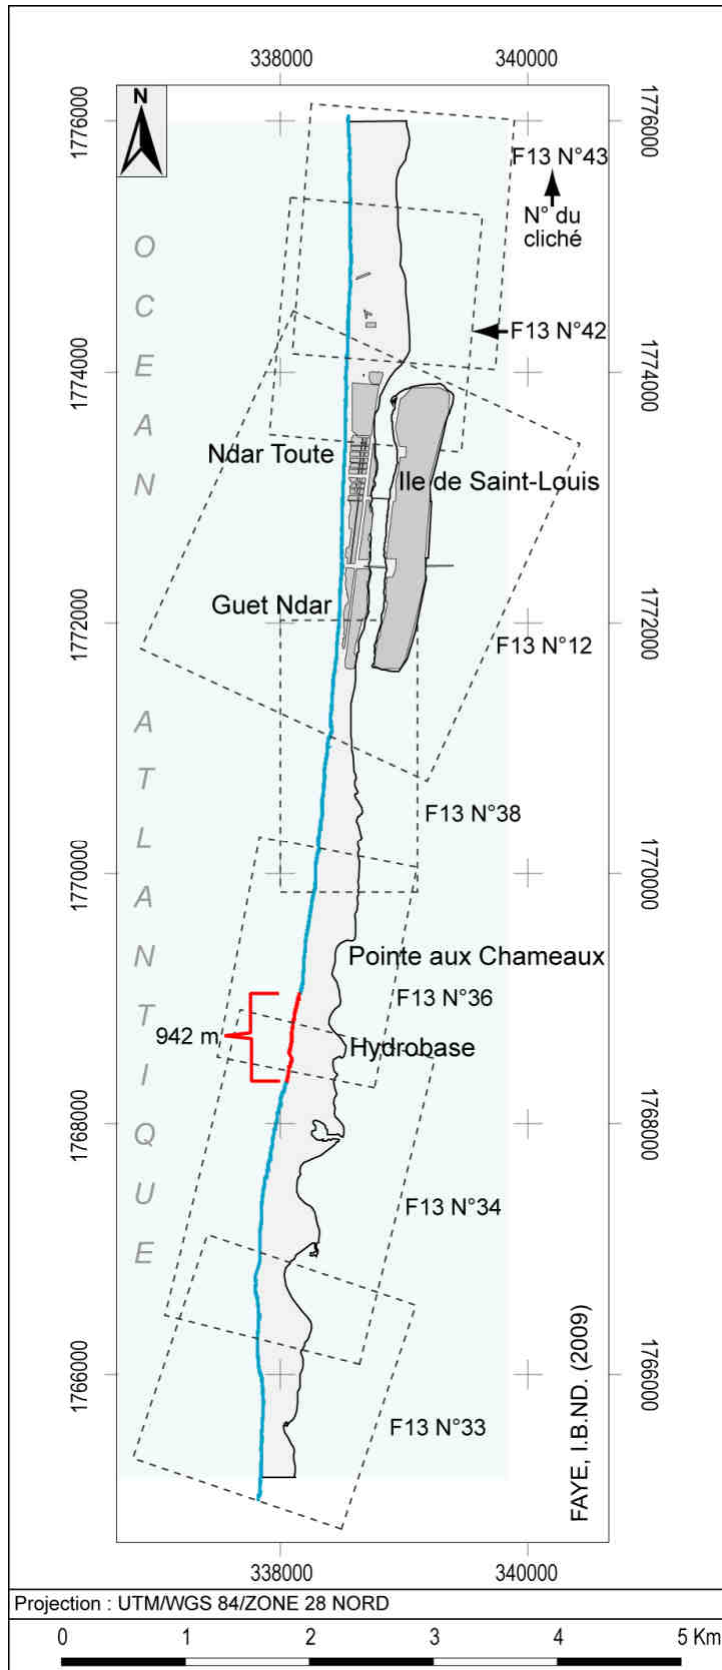 338000
340000
1776000
1776000
N
F13 N°43
N° du
cliché
F13 N°42
1774000
1774000
Ndar Toute
Ile de Saint-Louis
Guet Ndar
1772000
1772000
F13 N°12
OCEAN ATLANTIQUE
F13 N°38
1770000
1770000
Pointe aux Chameaux
F13 N°36
942 m
Hydrobase
1768000
1768000
F13 N°34
1766000
1766000
F13 N°33
FAYE, I.B.ND. (2009)
338000
340000
Projection : UTM/WGS 84/ZONE 28 NORD
0 1 2 3 4 5 Km